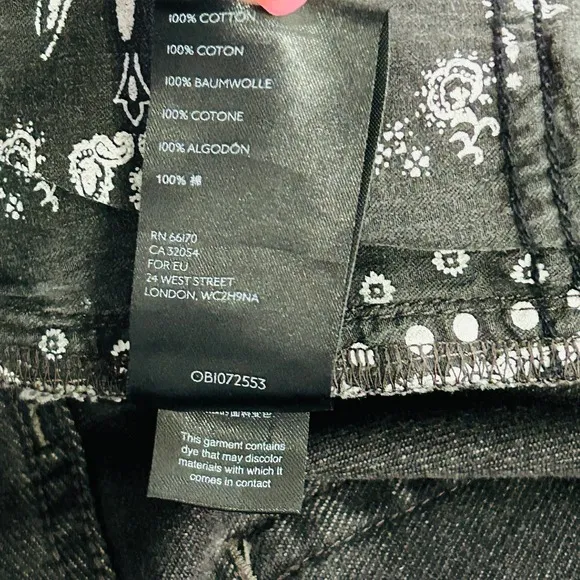 100% COTTON
100% COTON
100% BAUMWOLLE
100% COTONE
100% ALGODÓN
100% 棉
RN 66170
CA 32054
FOR EU
24 WEST STREET
LONDON, WC2H9NA
OB1072553
This garment contains
dye that may discolor
materials with which it
comes in contact